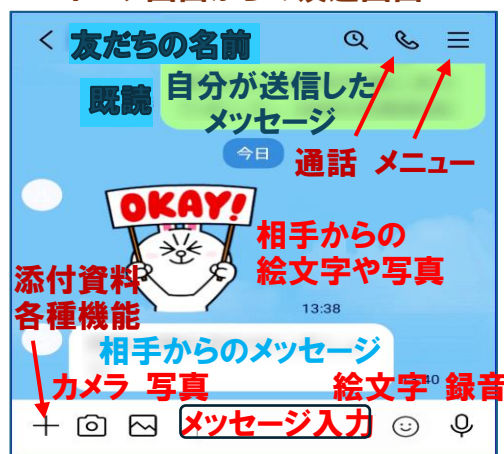 友だちの名前
既読
自分が送信した
メッセージ
今日
通話 メニュー
OKAY!
相手からの
絵文字や写真
添付資料
各種機能
13:38
相手からのメッセージ
カメラ 写真
絵文字 録音
40
メッセージ入力